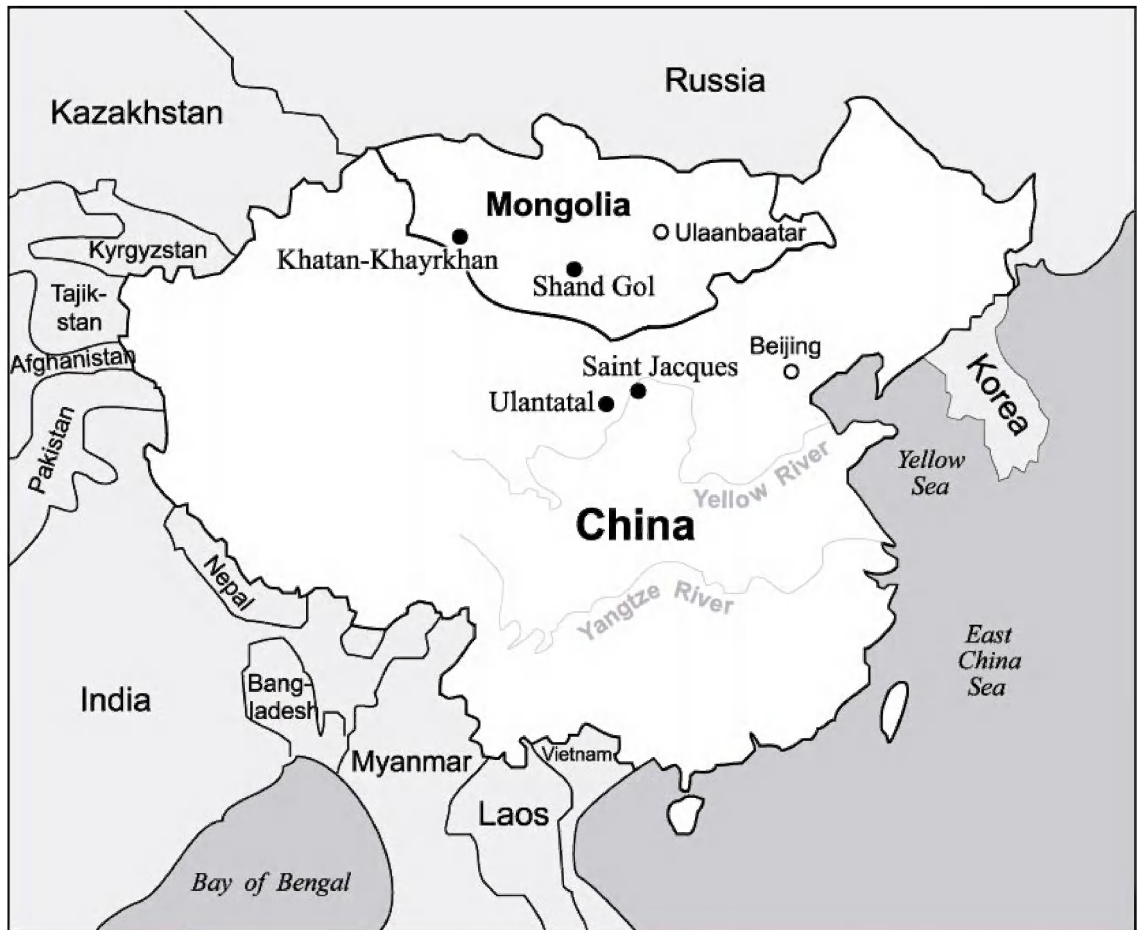 Russia
Kazakhstan
Mongolia
Ulaanbaatar
Kyrgyzstan
Khatan-Khayrkhan
Shand Gol
Tajik-
stan
Afghanistan
Beijing
Saint Jacques
Ulantatal
Korea
Pakistan
Yellow
Sea
Yellow River
China
Nepal
Yangtze River
East
China
Sea
India
Bang-
ladesh
Myanmar
Vietnam
Laos
Bay of Bengal